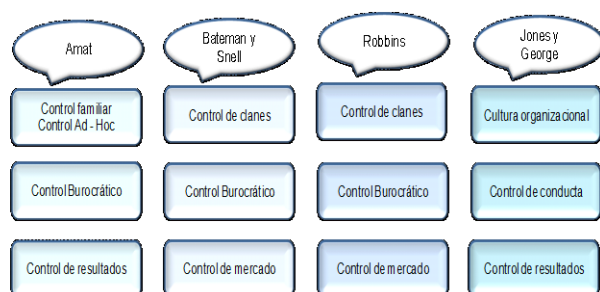 Amat
Bateman y
Snell
Robbins
Jones y
George
Control familiar
Control Ad - Hoc
Control de clanes
Control de clanes
Cultura organizacional
Control Burocrático
Control Burocrático
Control Burocrático
Control de conducta
Control de resultados
Control de mercado
Control de mercado
Control de resultados